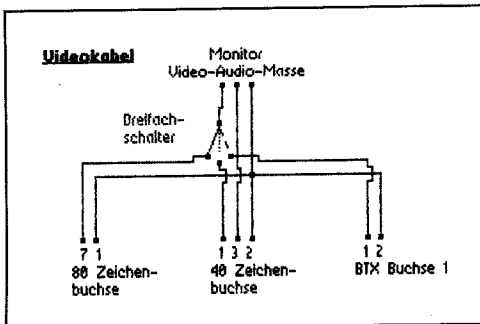 Videokabel
Monitor
Video-Audio-Masse
Dreifach-
schalter
7 1
80 Zeichen-
buchse
1 3 2
40 Zeichen-
buchse
1 2
BTX Buchse 1